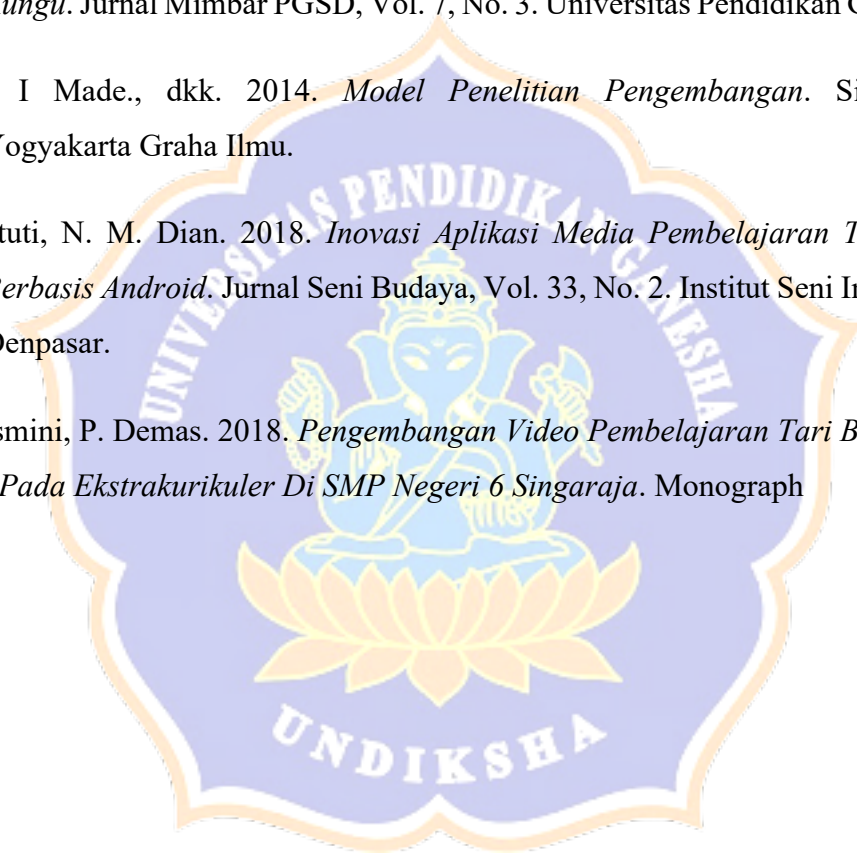 ungu. Jurnal Mimbar PGSD, Vol. 7, No. 3. Universitas Pendidikan G
I Made., dkk. 2014. Model Penelitian Pengembangan. Si
Yogyakarta Graha Ilmu.
tuti, N. M. Dian. 2018. Inovasi Aplikasi Media Pembelajaran T
Berbasis Android. Jurnal Seni Budaya, Vol. 33, No. 2. Institut Seni In
Denpasar.
smini, P. Demas. 2018. Pengembangan Video Pembelajaran Tari B
Pada Ekstrakurikuler Di SMP Negeri 6 Singaraja. Monograph
UNIVERSITAS PENDIDIKAN GANESHA
UNDIKSHA